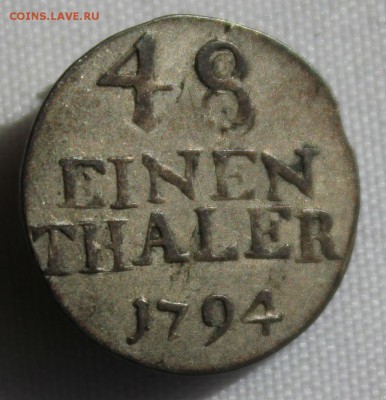 COINS.LAVE.RU
48
EINEN
THALER
1794